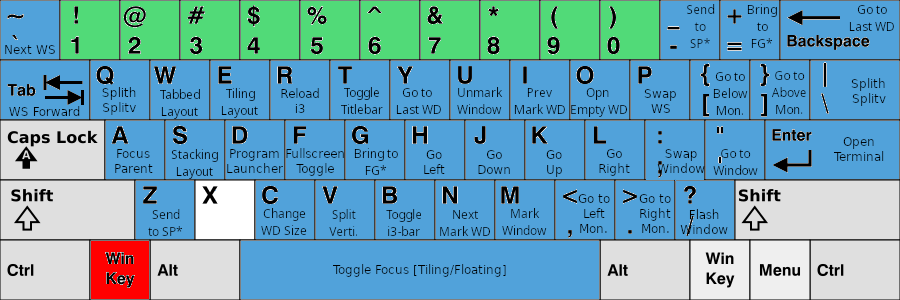 ~ ! @ # $ % ^ & * ( ) _ Send to SP* + Bring to FG* Go to Last WD
` Next WS 1 2 3 4 5 6 7 8 9 0 - = Backspace
Tab Q W E R T Y U I O P { Go to Below Mon. } Go to Above Mon. | Splith Splitv
WS Forward Splith Splitv Tabbed Layout Tiling Layout Reload i3 Toggle Titlebar Go to Last WD Unmark Window Prev Mark WD Opn Empty WD Swap WS [ ] \
Caps Lock A S D F G H J K L : " Enter Open Terminal
A Focus Parent Stacking Layout Program Launcher Fullscreen Toggle Bring to FG* Go Left Go Down Go Up Go Right ; Swap Window ' Go to Window
Shift Z X C V B N M < Go to Left Mon. > Go to Right Mon. ? Shift
Send to SP* Change WD Size Split Verti. Toggle i3-bar Next Mark WD Mark Window , . / Flash Window
Ctrl Win Key Alt Toggle Focus [Tiling/Floating] Alt Win Key Menu Ctrl